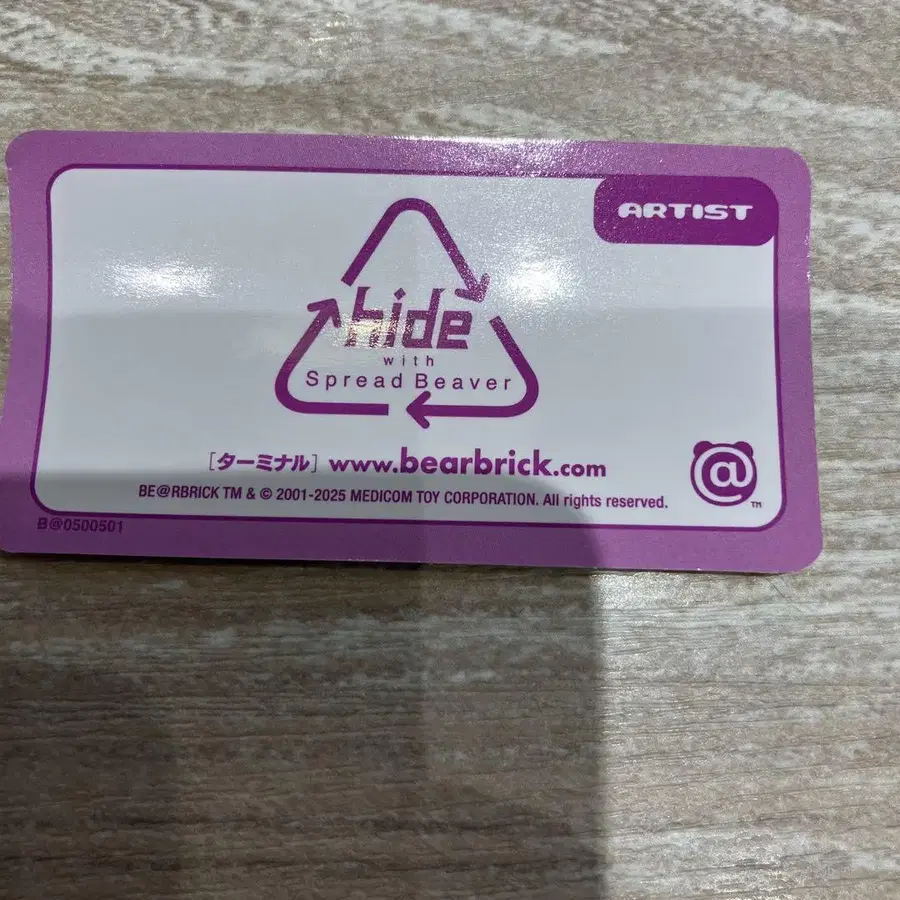 ARTIST
hide
with
Spread Beaver
[ターミナル] www.bearbrick.com
@
TM
BE@RBRICK TM & © 2001-2025 MEDICOM TOY CORPORATION. All rights reserved.
B@0500501